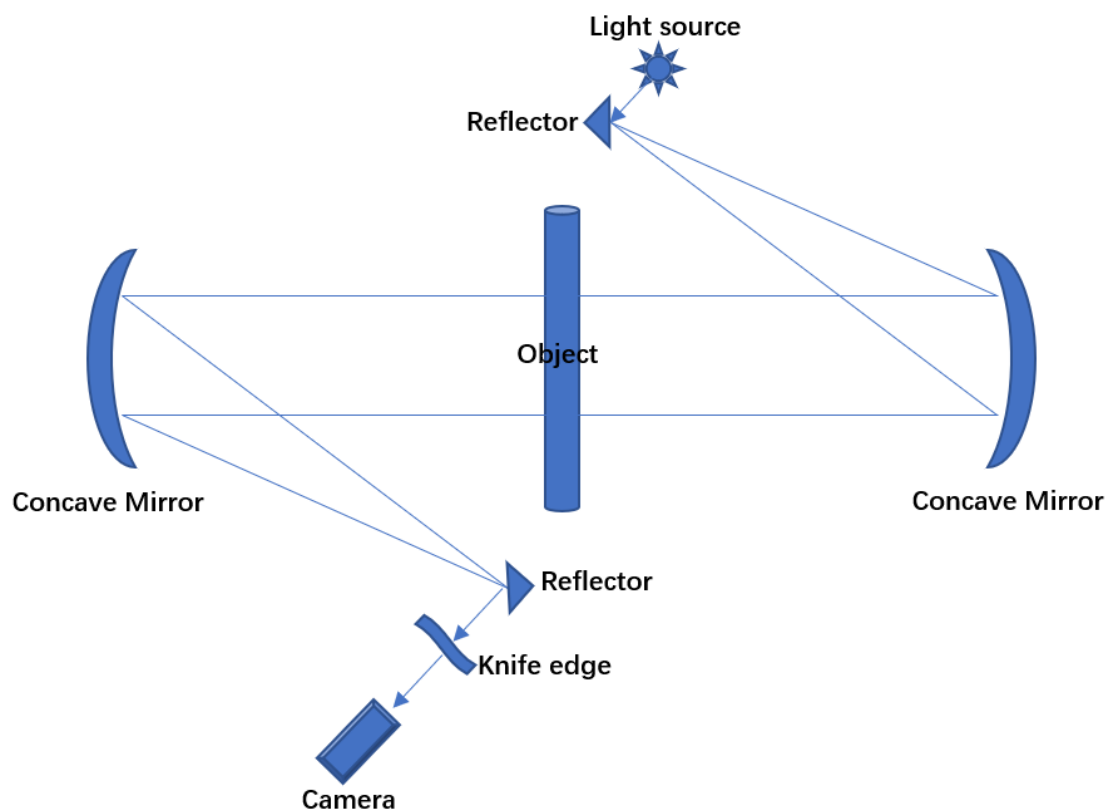 Light source
Reflector
Object
Concave Mirror
Concave Mirror
Reflector
Knife edge
Camera